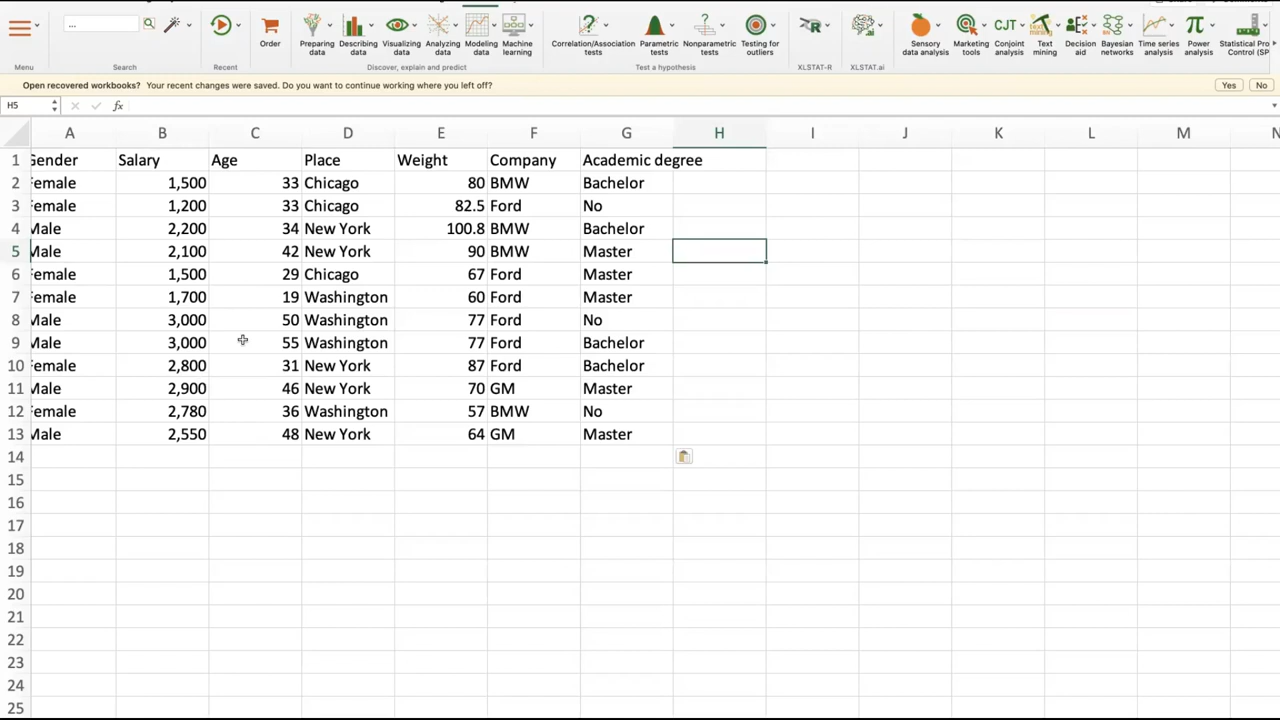 ...
Menu Search Recent Order
Preparing data Describing data Visualizing data Analyzing data Modeling data Machine learning
Discover, explain and predict
Correlation/Association tests Parametric tests Nonparametric tests Testing for outliers
Test a hypothesis
R
XLSTAT-R
.ai
XLSTAT.ai
Sensory data analysis Marketing tools CJT Conjoint analysis Text mining Decision aid Bayesian networks Time series analysis Power analysis Statistical Pro Control (SP
Open recovered workbooks? Your recent changes were saved. Do you want to continue working where you left off? Yes No
H5 fx
A B C D E F G H I J K L M N
1 Gender Salary Age Place Weight Company Academic degree
2 Female 1,500 33 Chicago 80 BMW Bachelor
3 Female 1,200 33 Chicago 82.5 Ford No
4 Male 2,200 34 New York 100.8 BMW Bachelor
5 Male 2,100 42 New York 90 BMW Master
6 Female 1,500 29 Chicago 67 Ford Master
7 Female 1,700 19 Washington 60 Ford Master
8 Male 3,000 50 Washington 77 Ford No
9 Male 3,000 55 Washington 77 Ford Bachelor
10 Female 2,800 31 New York 87 Ford Bachelor
11 Male 2,900 46 New York 70 GM Master
12 Female 2,780 36 Washington 57 BMW No
13 Male 2,550 48 New York 64 GM Master
14
15
16
17
18
19
20
21
22
23
24
25